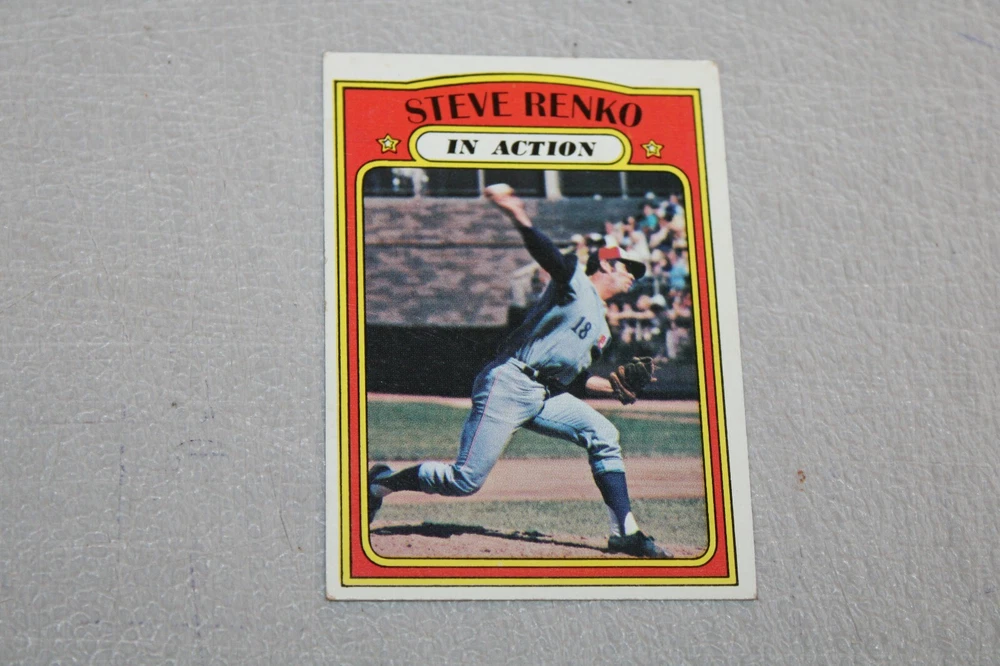 STEVE RENKO
IN ACTION
18